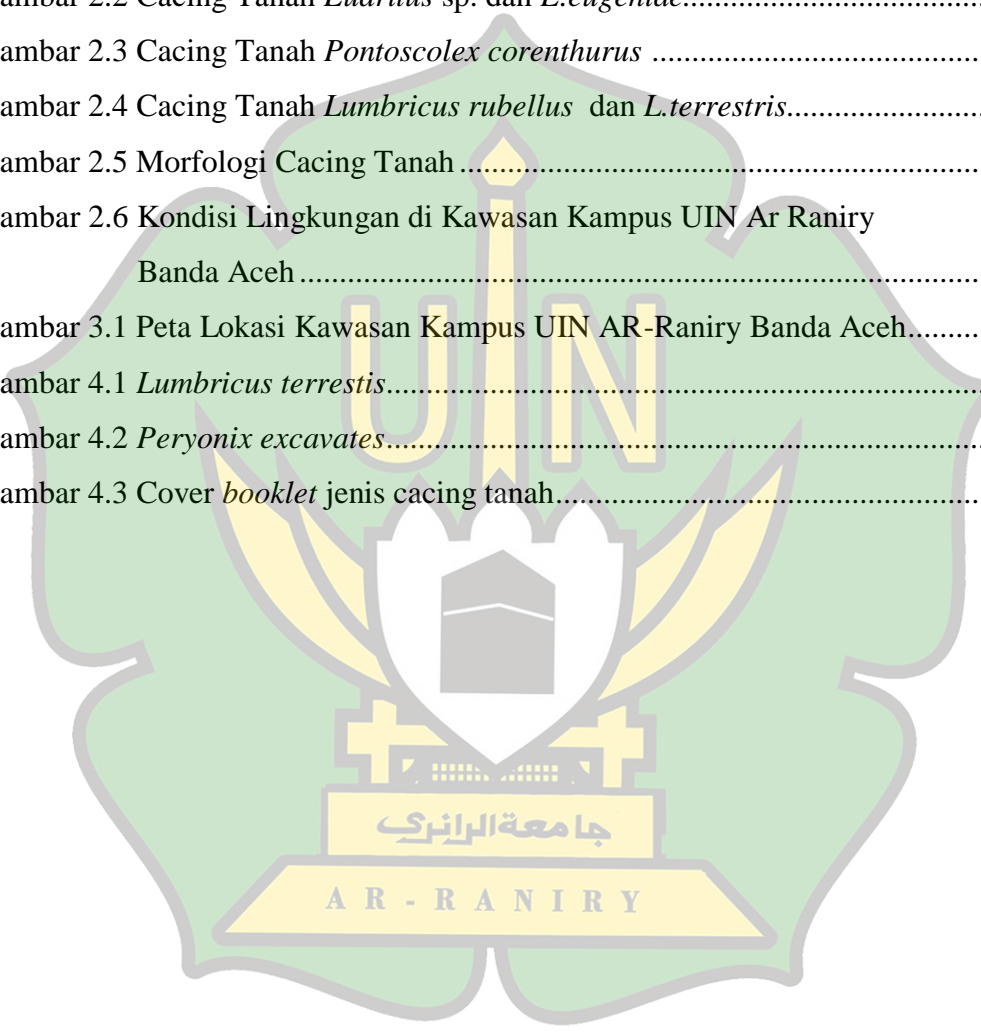 ambar 2.2 Cacing Tanah Eudrilus sp. dan E.eugeniae
ambar 2.3 Cacing Tanah Pontoscolex corenthurus ................................................
ambar 2.4 Cacing Tanah Lumbricus rubellus dan L.terrestris............................
ambar 2.5 Morfologi Cacing Tanah ...........................................................................
ambar 2.6 Kondisi Lingkungan di Kawasan Kampus UIN Ar Raniry
Banda Aceh ...................................................................................................
ambar 3.1 Peta Lokasi Kawasan Kampus UIN AR-Raniry Banda Aceh..........
ambar 4.1 Lumbricus terrestis......................................................................................
ambar 4.2 Peryonix excavates......................................................................................
ambar 4.3 Cover booklet jenis cacing tanah..............................................................
UIN
جامعةالرانري
AR-RANIRY